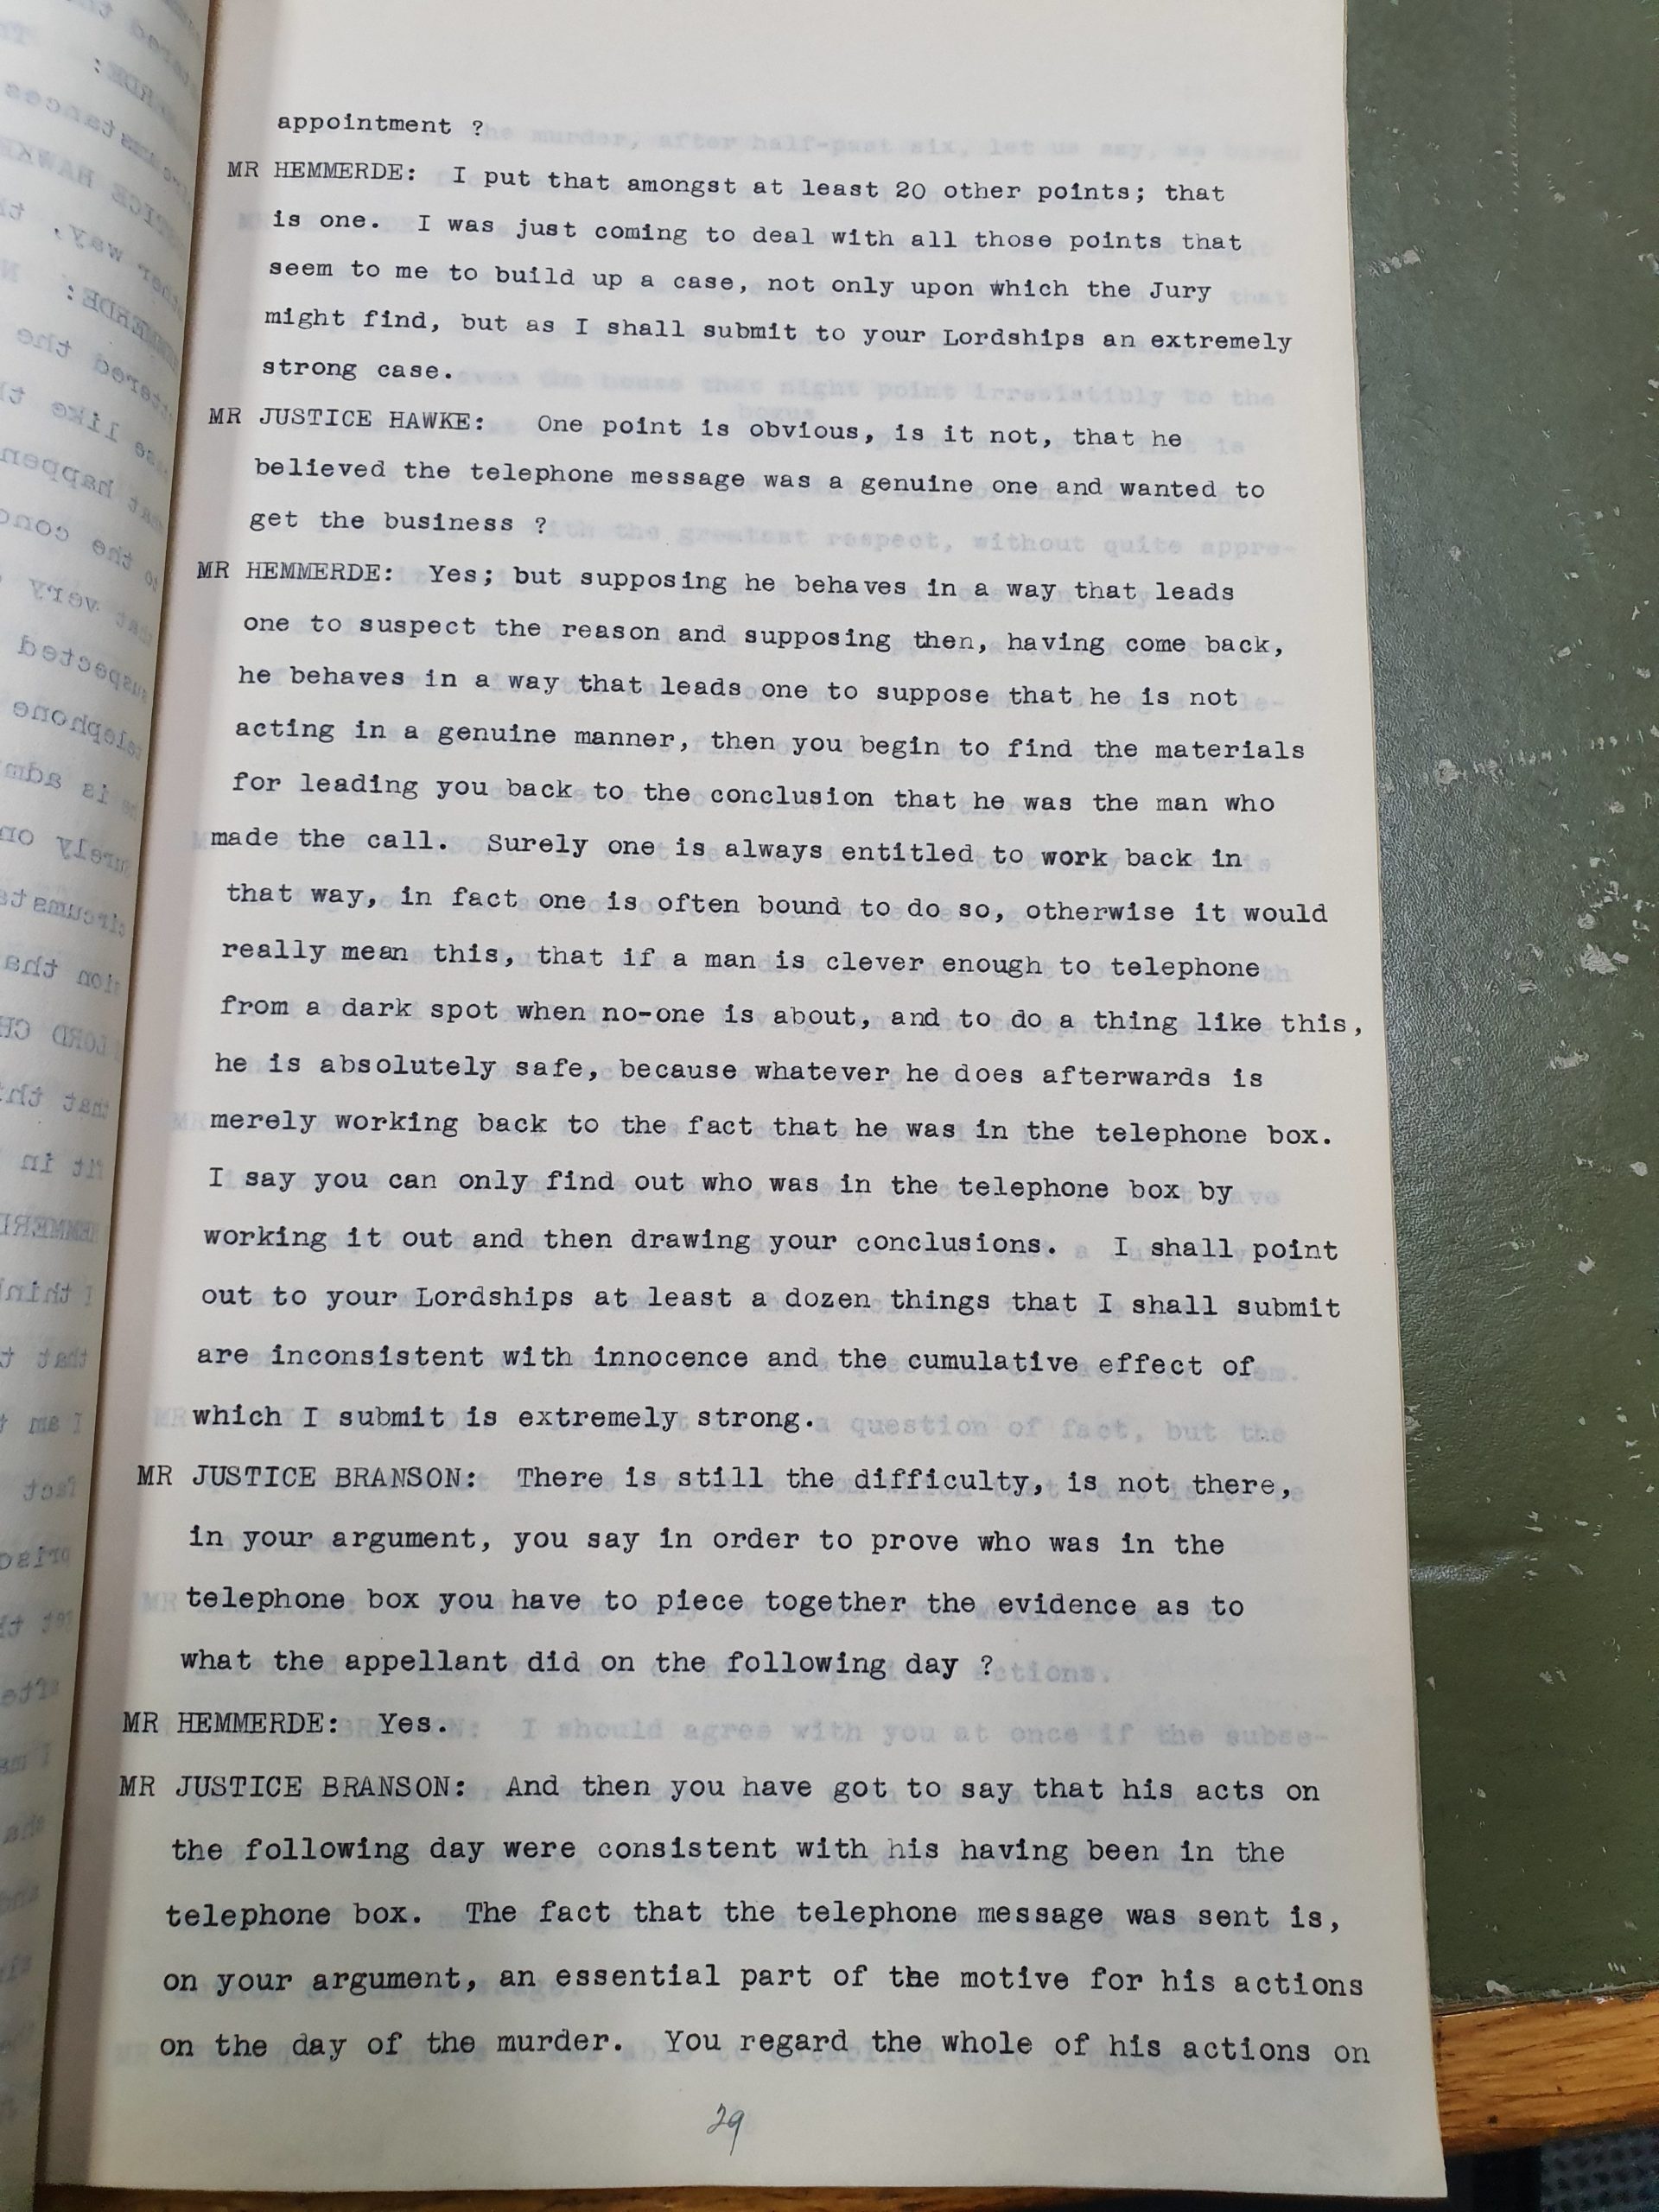 appointment ?
MR HEMMERDE: I put that amongst at least 20 other points; that
is one. I was just coming to deal with all those points that
seem to me to build up a case, not only upon which the Jury
might find, but as I shall submit to your Lordships an extremely
strong case.
MR JUSTICE HAWKE: One point is obvious, is it not, that he
believed the telephone message was a genuine one and wanted to
get the business ?
MR HEMMERDE: Yes; but supposing he behaves in a way that leads
one to suspect the reason and supposing then, having come back,
he behaves in a way that leads one to suppose that he is not
acting in a genuine manner, then you begin to find the materials
for leading you back to the conclusion that he was the man who
made the call. Surely one is always entitled to work back in
that way, in fact one is often bound to do so, otherwise it would
really mean this, that if a man is clever enough to telephone
from a dark spot when no-one is about, and to do a thing like this,
he is absolutely safe, because whatever he does afterwards is
merely working back to the fact that he was in the telephone box.
I say you can only find out who was in the telephone box by
working it out and then drawing your conclusions. I shall point
out to your Lordships at least a dozen things that I shall submit
are inconsistent with innocence and the cumulative effect of
which I submit is extremely strong.
MR JUSTICE BRANSON: There is still the difficulty, is not there,
in your argument, you say in order to prove who was in the
telephone box you have to piece together the evidence as to
what the appellant did on the following day ?
MR HEMMERDE: Yes.
MR JUSTICE BRANSON: And then you have got to say that his acts on
the following day were consistent with his having been in the
telephone box. The fact that the telephone message was sent is,
on your argument, an essential part of the motive for his actions
on the day of the murder. You regard the whole of his actions on
29